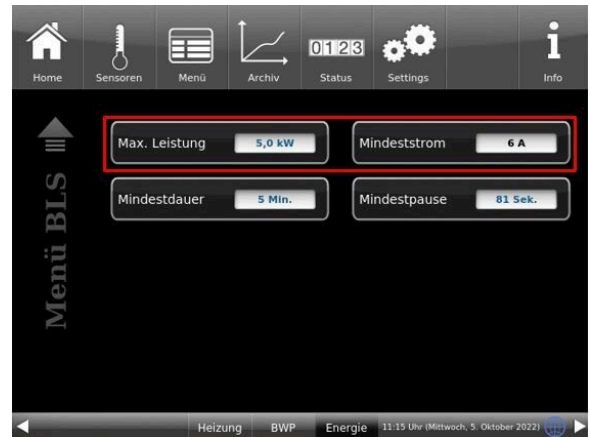 0123
Home Sensoren Menü Archiv Status Settings Info
Menü BLS
Max. Leistung 5,0 kW Mindeststrom 6 A
Mindestdauer 5 Min. Mindestpause 81 Sek.
Heizung BWP Energie 11:15 Uhr (Mittwoch, 5. Oktober 2022)